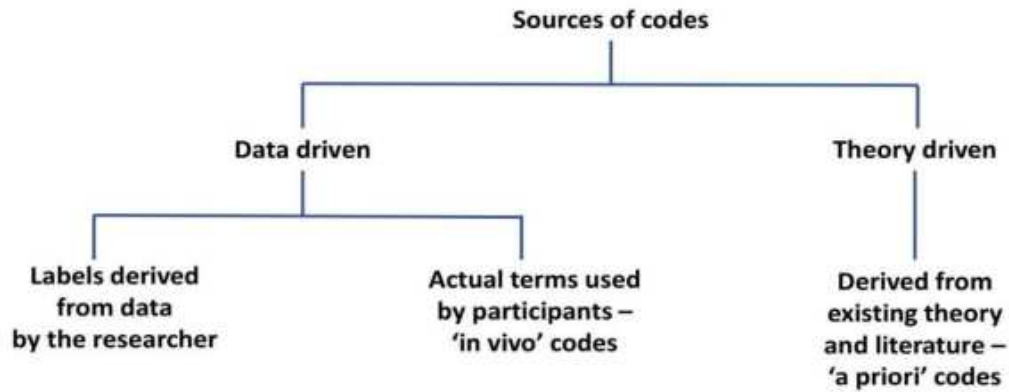 Sources of codes
Data driven
Theory driven
Labels derived
from data
by the researcher
Actual terms used
by participants –
‘in vivo’ codes
Derived from
existing theory
and literature –
‘a priori’ codes